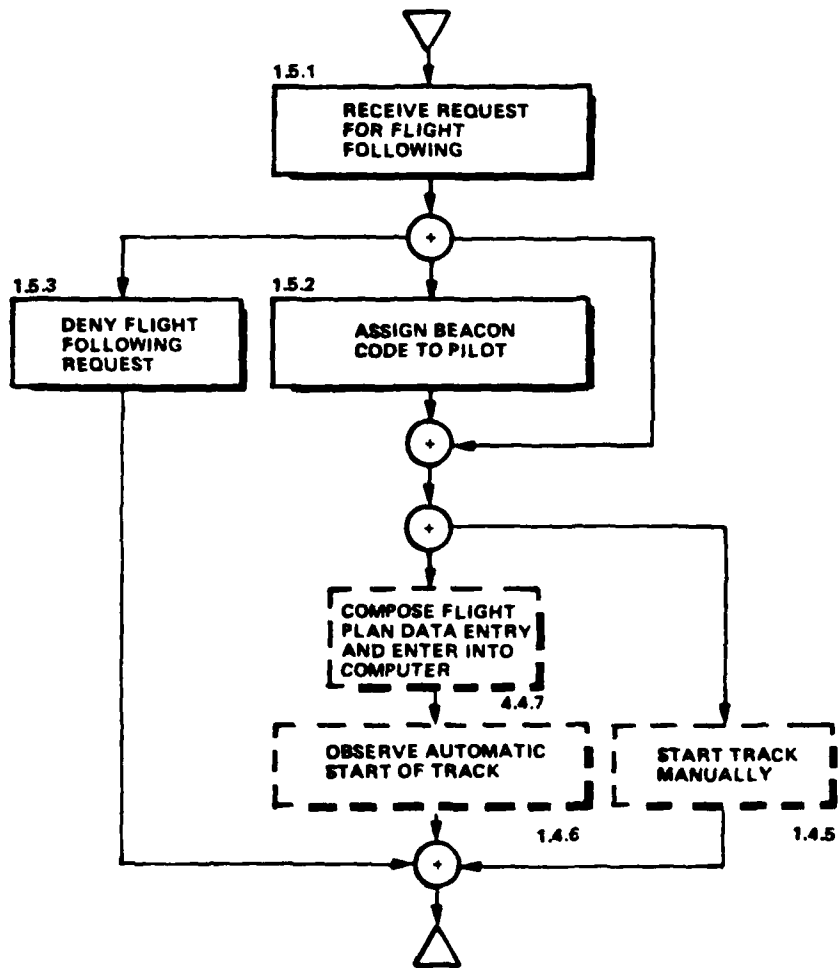 1.5.1
RECEIVE REQUEST
FOR FLIGHT
FOLLOWING
+
1.5.3
DENY FLIGHT
FOLLOWING
REQUEST
1.5.2
ASSIGN BEACON
CODE TO PILOT
+
+
COMPOSE FLIGHT
PLAN DATA ENTRY
AND ENTER INTO
COMPUTER
4.4.7
OBSERVE AUTOMATIC
START OF TRACK
1.4.6
START TRACK
MANUALLY
1.4.5
+